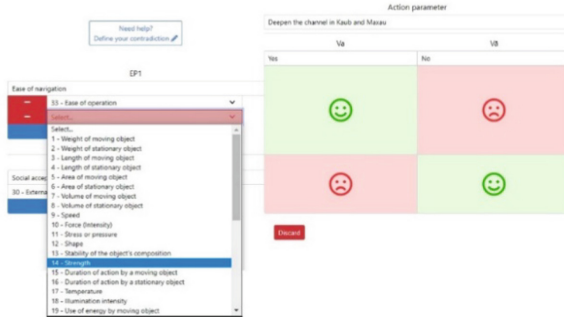 Need help?
Define your contradiction
Action parameter
Deepen the channel in Kaub and Maxau
Va
Yes
No
EP1
Ease of navigation
33 - Ease of operation
Select...
Select...
1 - Weight of moving object
2 - Weight of stationary object
3 - Length of moving object
4 - Length of stationary object
5 - Area of moving object
6 - Area of stationary object
7 - Volume of moving object
8 - Volume of stationary object
9 - Speed
10 - Force (Intensity)
11 - Stress or pressure
12 - Shape
13 - Stability of the object's composition
14 - Strength
15 - Duration of action by a moving object
16 - Duration of action by a stationary object
17 - Temperature
18 - Illumination intensity
19 - Use of energy by moving object
Social accep
30 - Externa
Discard